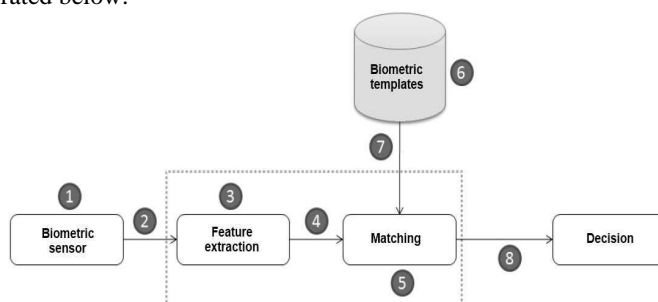 rated below:
Biometric
templates
6
7
1
2
3
4
Biometric
sensor
Feature
extraction
Matching
Decision
5
8